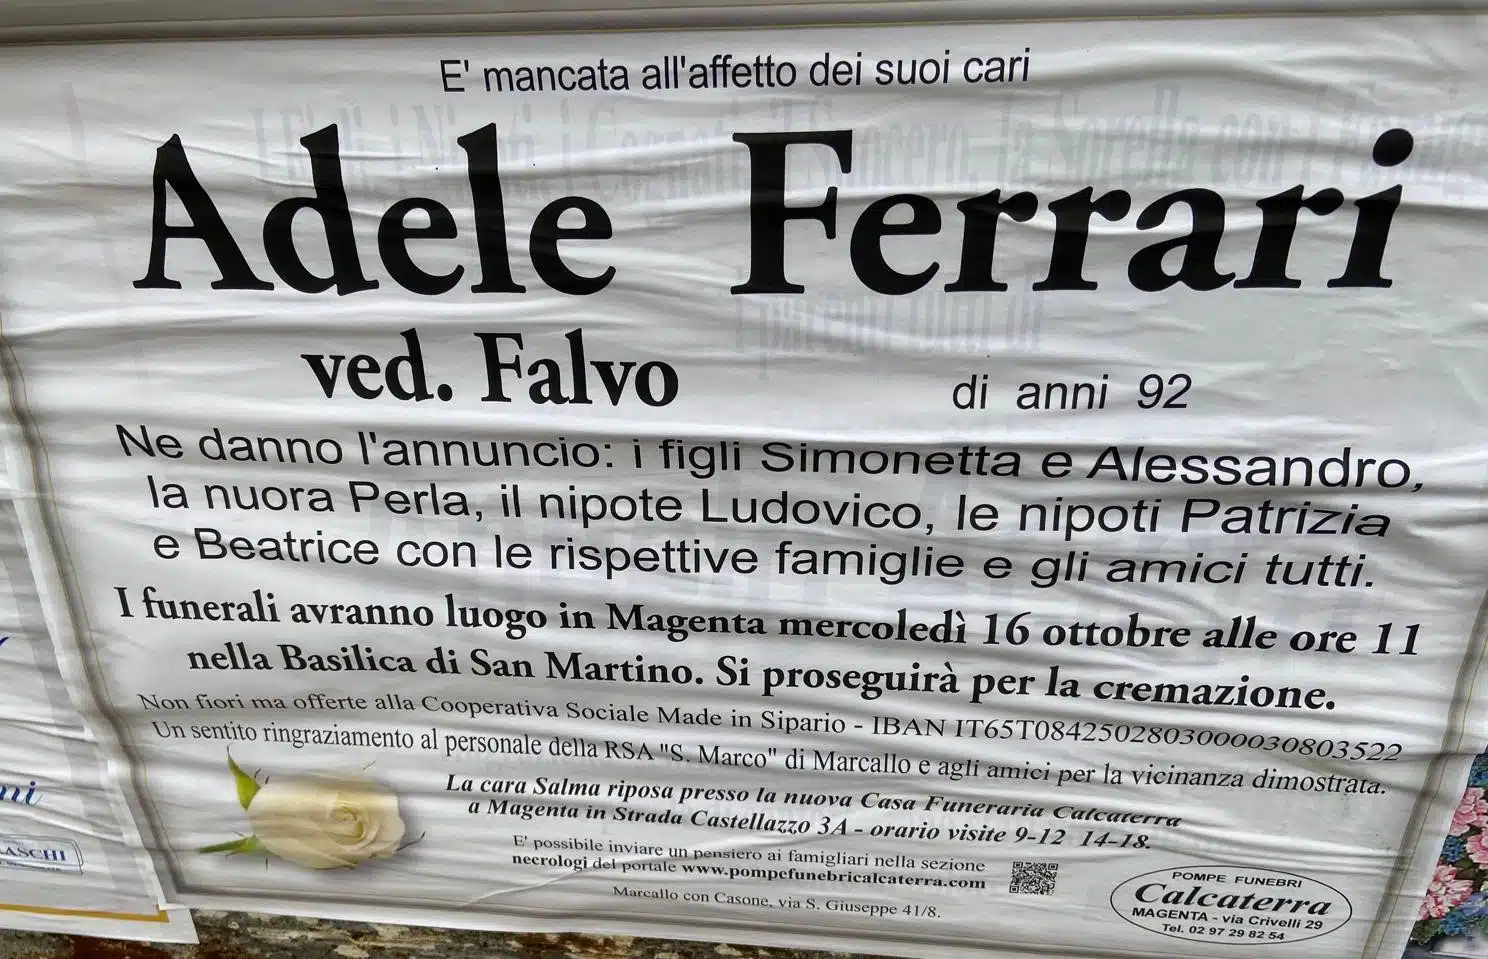 E' mancata all'affetto dei suoi cari
Adele Ferrari
ved. Falvo
di anni 92
Ne danno l'annuncio: i figli Simonetta e Alessandro,
la nuora Perla, il nipote Ludovico, le nipoti Patrizia
e Beatrice con le rispettive famiglie e gli amici tutti.
I funerali avranno luogo in Magenta mercoledì 16 ottobre alle ore 11
nella Basilica di San Martino. Si proseguirà per la cremazione.
Non fiori ma offerte alla Cooperativa Sociale Made in Sipario - IBAN IT65T0842502803000030803522
Un sentito ringraziamento al personale della RSA "S. Marco" di Marcallo e agli amici per la vicinanza dimostrata.
La cara Salma riposa presso la nuova Casa Funeraria Calcaterra
a Magenta in Strada Castellazzo 3A - orario visite 9-12 14-18.
E' possibile inviare un pensiero ai famigliari nella sezione
necrologi del portale www.pompefunebricalcaterra.com
Marcallo con Casone, via S. Giuseppe 41/8.
POMPE FUNEBRI
Calcaterra
MAGENTA - via Crivelli 29
Tel. 02 97 29 82 54